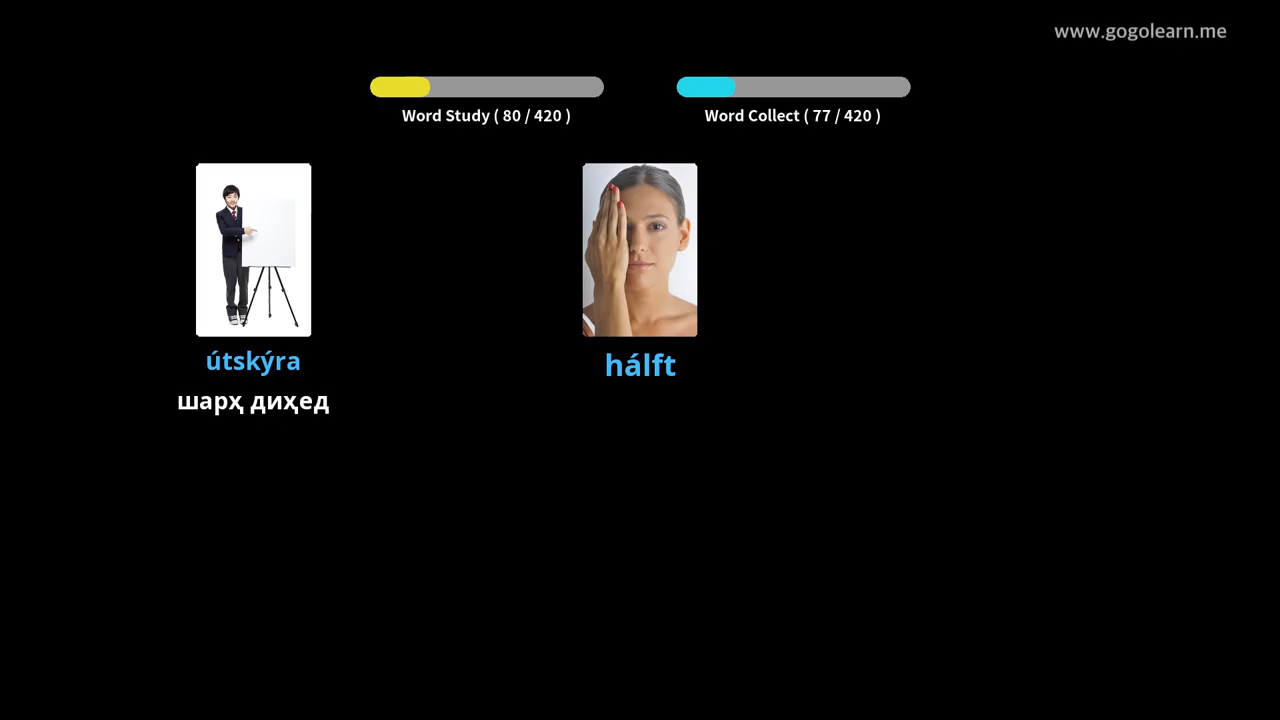 www.gogolearn.me
Word Study ( 80 / 420 )
Word Collect ( 77 / 420 )
útskýra
шарҳ диҳед
hálft